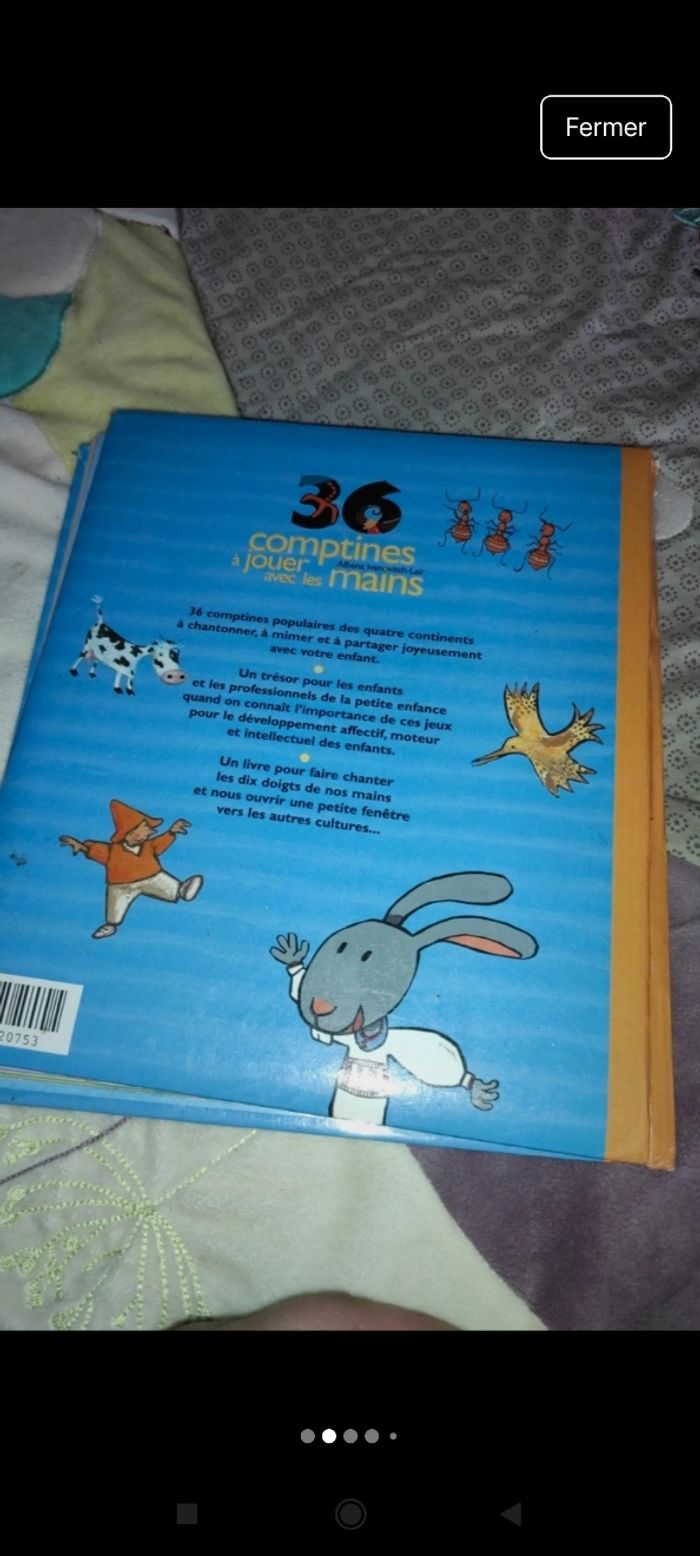 Fermer
36
comptines
à jouer Albena Ivanovitch-Lair
avec les mains
36 comptines populaires des quatre continents
à chantonner, à mimer et à partager joyeusement
avec votre enfant.
Un trésor pour les enfants
et les professionnels de la petite enfance
quand on connaît l'importance de ces jeux
pour le développement affectif, moteur
et intellectuel des enfants.
Un livre pour faire chanter
les dix doigts de nos mains
et nous ouvrir une petite fenêtre
vers les autres cultures...
20753